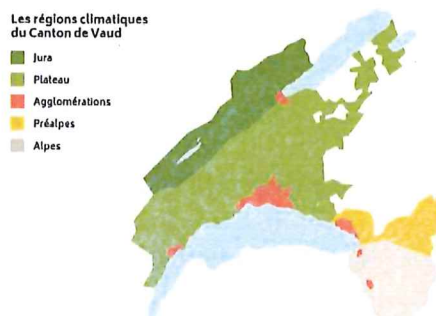 Les régions climatiques
du Canton de Vaud
Jura
Plateau
Agglomérations
Préalpes
Alpes